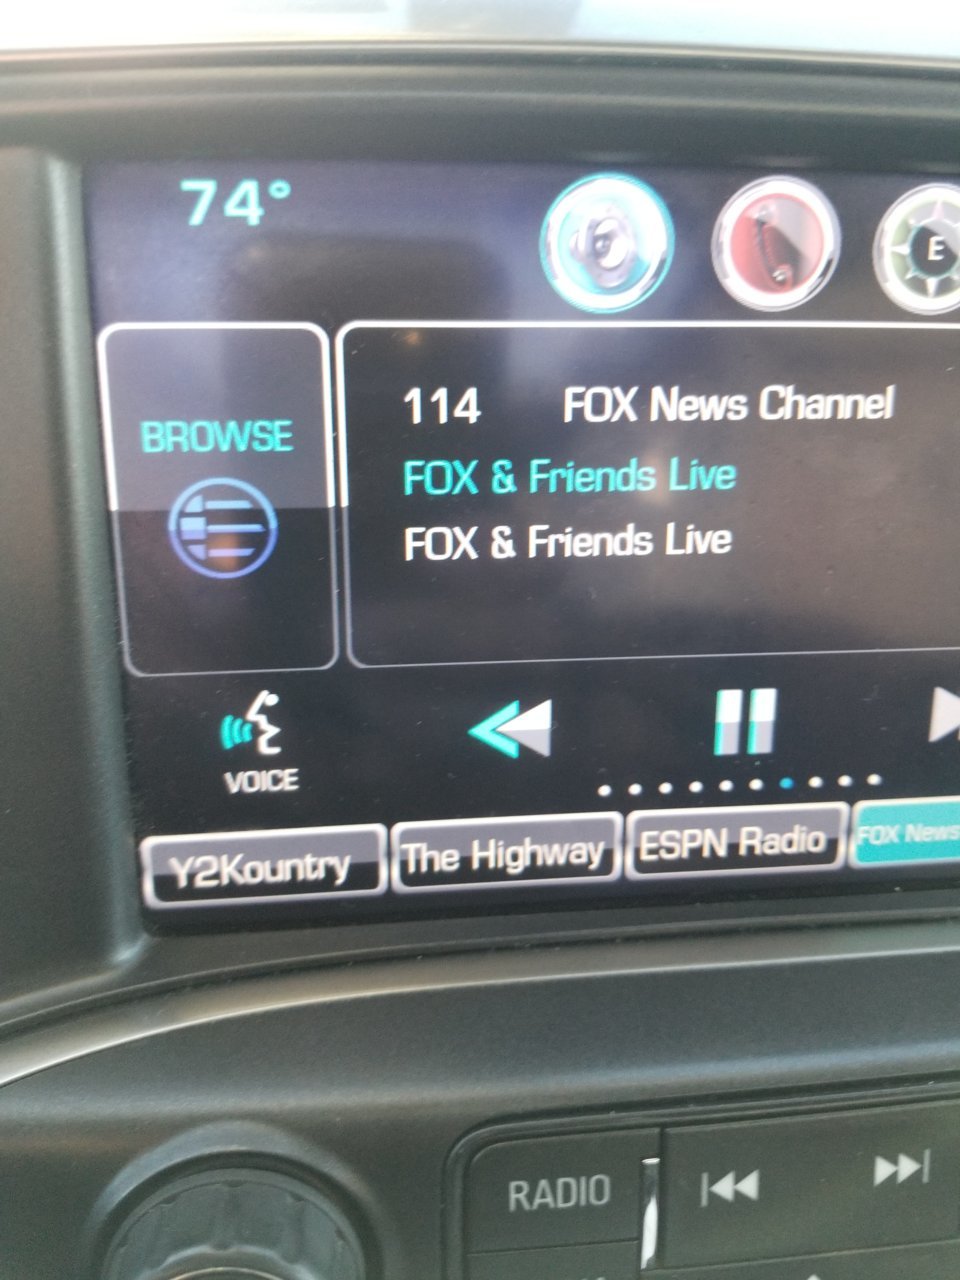 74°
E
BROWSE
114 FOX News Channel
FOX & Friends Live
FOX & Friends Live
VOICE
Y2Kountry
The Highway
ESPN Radio
FOX News
RADIO